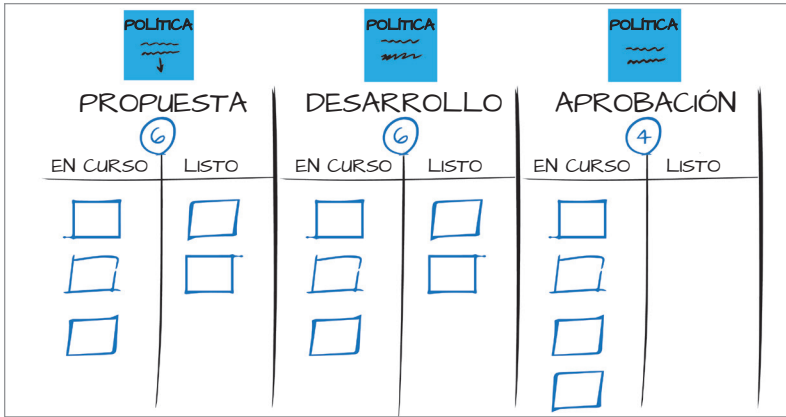 POLÍTICA POLÍTICA POLÍTICA
PROPUESTA DESARROLLO APROBACIÓN
6 6 4
EN CURSO LISTO EN CURSO LISTO EN CURSO LISTO